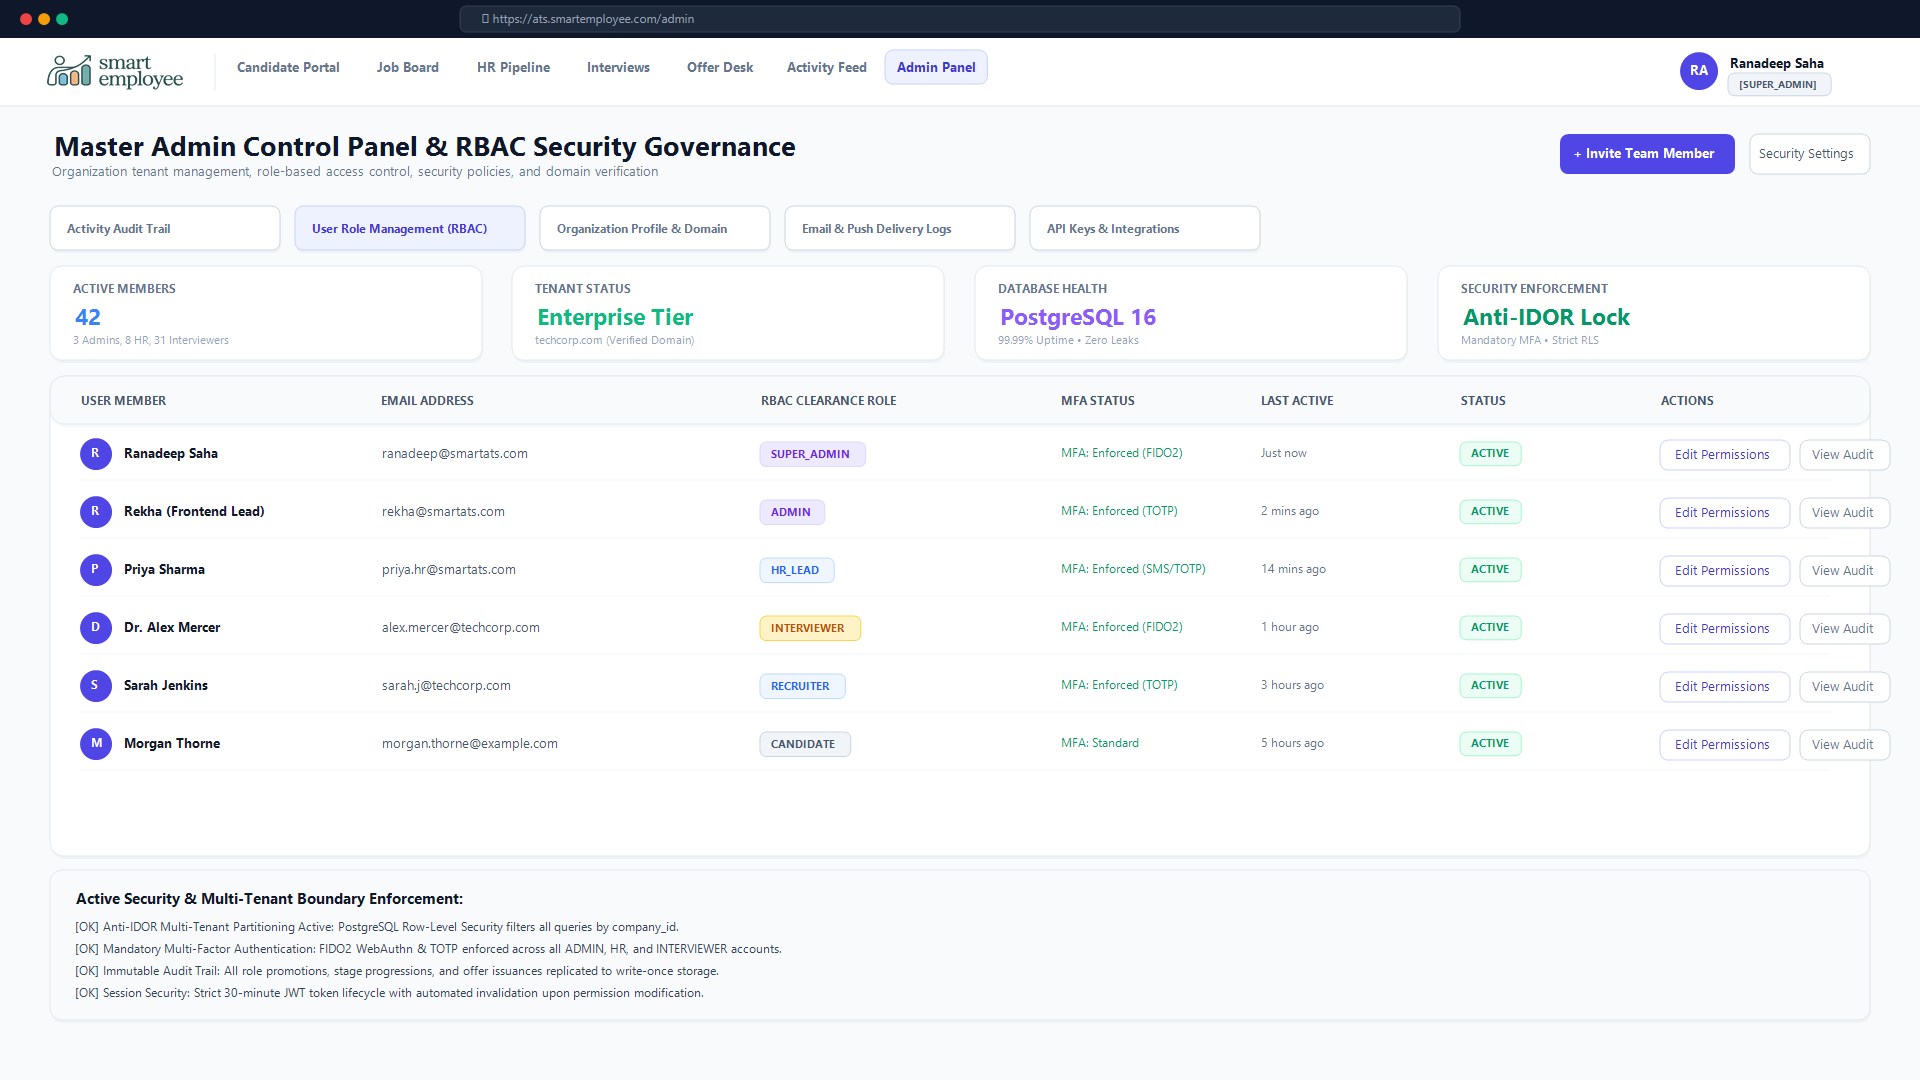 https://ats.smartemployee.com/admin
smart employee
Candidate Portal Job Board HR Pipeline Interviews Offer Desk Activity Feed Admin Panel
RA Ranadeep Saha
[SUPER_ADMIN]
Master Admin Control Panel & RBAC Security Governance
Organization tenant management, role-based access control, security policies, and domain verification
+ Invite Team Member Security Settings
Activity Audit Trail User Role Management (RBAC) Organization Profile & Domain Email & Push Delivery Logs API Keys & Integrations
ACTIVE MEMBERS
42
3 Admins, 8 HR, 31 Interviewers
TENANT STATUS
Enterprise Tier
techcorp.com (Verified Domain)
DATABASE HEALTH
PostgreSQL 16
99.99% Uptime • Zero Leaks
SECURITY ENFORCEMENT
Anti-IDOR Lock
Mandatory MFA • Strict RLS
USER MEMBER EMAIL ADDRESS RBAC CLEARANCE ROLE MFA STATUS LAST ACTIVE STATUS ACTIONS
R Ranadeep Saha ranadeep@smartats.com SUPER_ADMIN MFA: Enforced (FIDO2) Just now ACTIVE Edit Permissions View Audit
R Rekha (Frontend Lead) rekha@smartats.com ADMIN MFA: Enforced (TOTP) 2 mins ago ACTIVE Edit Permissions View Audit
P Priya Sharma priya.hr@smartats.com HR_LEAD MFA: Enforced (SMS/TOTP) 14 mins ago ACTIVE Edit Permissions View Audit
D Dr. Alex Mercer alex.mercer@techcorp.com INTERVIEWER MFA: Enforced (FIDO2) 1 hour ago ACTIVE Edit Permissions View Audit
S Sarah Jenkins sarah.j@techcorp.com RECRUITER MFA: Enforced (TOTP) 3 hours ago ACTIVE Edit Permissions View Audit
M Morgan Thorne morgan.thorne@example.com CANDIDATE MFA: Standard 5 hours ago ACTIVE Edit Permissions View Audit
Active Security & Multi-Tenant Boundary Enforcement:
[OK] Anti-IDOR Multi-Tenant Partitioning Active: PostgreSQL Row-Level Security filters all queries by company_id.
[OK] Mandatory Multi-Factor Authentication: FIDO2 WebAuthn & TOTP enforced across all ADMIN, HR, and INTERVIEWER accounts.
[OK] Immutable Audit Trail: All role promotions, stage progressions, and offer issuances replicated to write-once storage.
[OK] Session Security: Strict 30-minute JWT token lifecycle with automated invalidation upon permission modification.